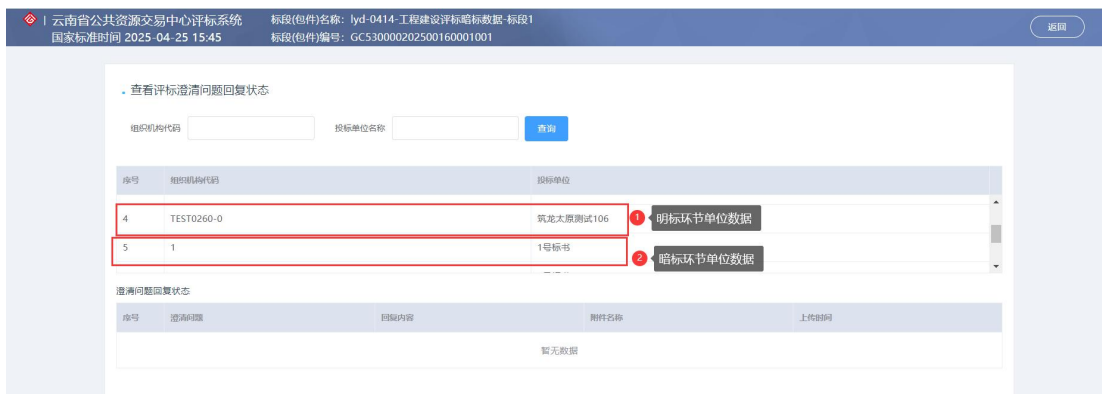 云南省公共资源交易中心评标系统
国家标准时间 2025-04-25 15:45
标段(包件)名称：lyd-0414-工程建设评标暗标数据-标段1
标段(包件)编号：GC530000202500160001001
返回
查看评标澄清问题回复状态
组织机构代码 投标单位名称 查询
序号 组织机构代码 投标单位
4 TEST0260-0 筑龙太原测试106 1 明标环节单位数据
5 1 1号标书
2 暗标环节单位数据
澄清问题回复状态
序号 澄清问题 回复内容 附件名称 上传时间
暂无数据